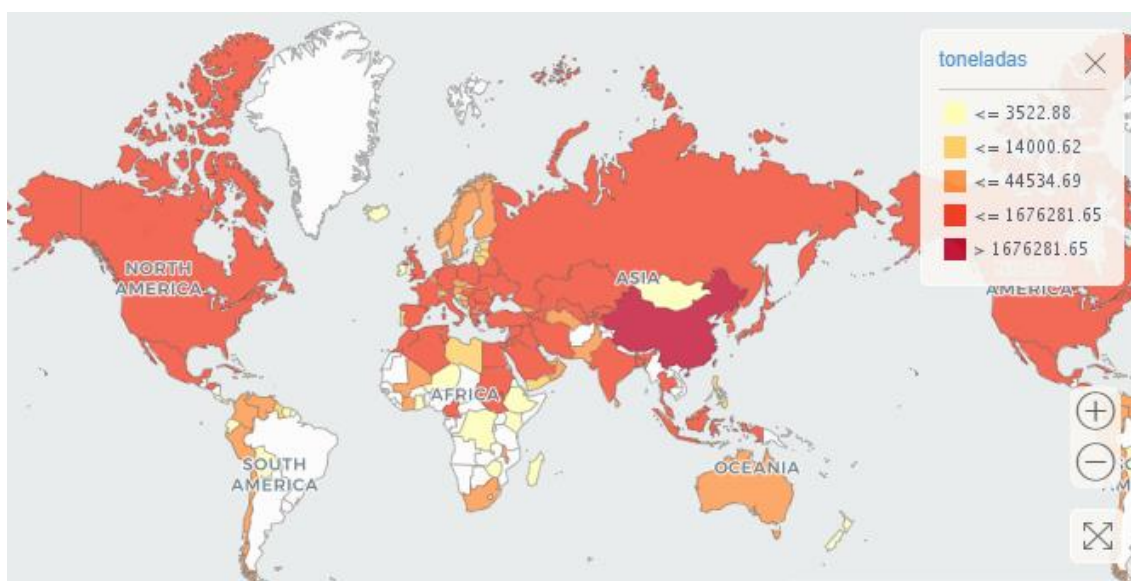 toneladas
<= 3522.88
<= 14000.62
<= 44534.69
<= 1676281.65
> 1676281.65
NORTH
AMERICA
ASIA
AMERICA
AFRICA
SOUTH
AMERICA
OCEANIA